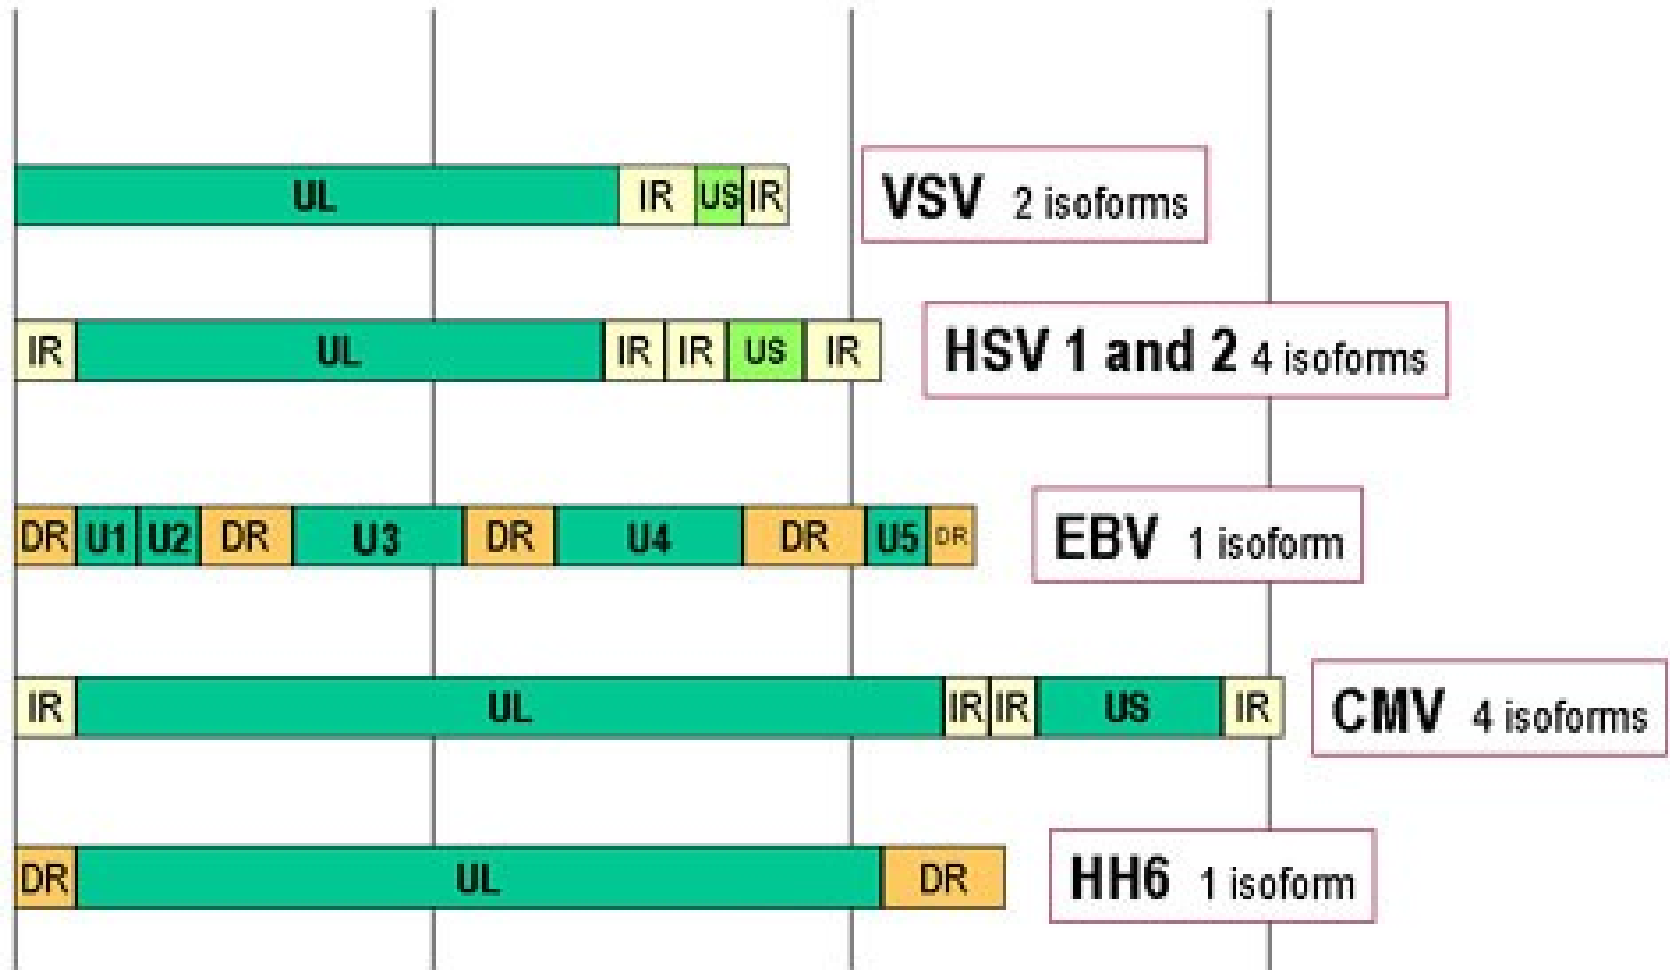 UL IR US IR VSV 2 isoforms
IR UL IR IR US IR HSV 1 and 2 4 isoforms
DR U1 U2 DR U3 DR U4 DR U5 DR EBV 1 isoform
IR UL IR IR US IR CMV 4 isoforms
DR UL DR HH6 1 isoform